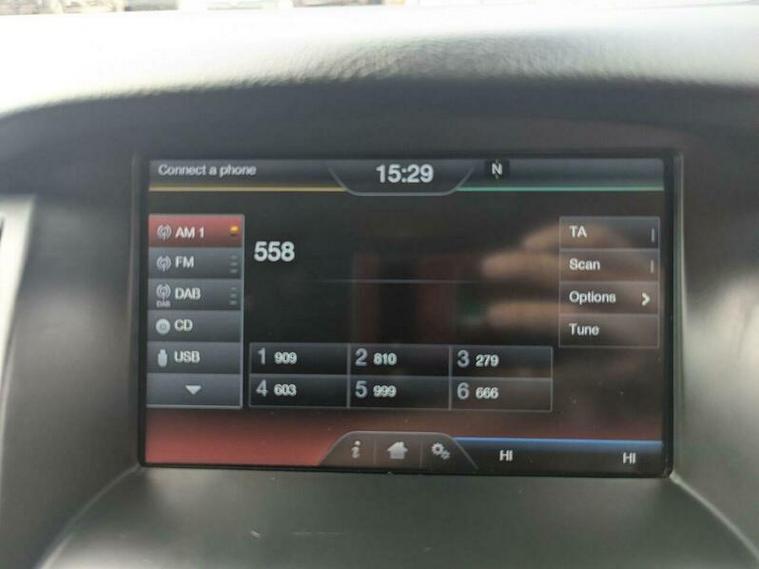 Connect a phone
15:29
N
AM 1
558
TA
FM
Scan
DAB
DAB
Options
CD
Tune
USB
1 909
2 810
3 279
4 603
5 999
6 666
i
HI
HI